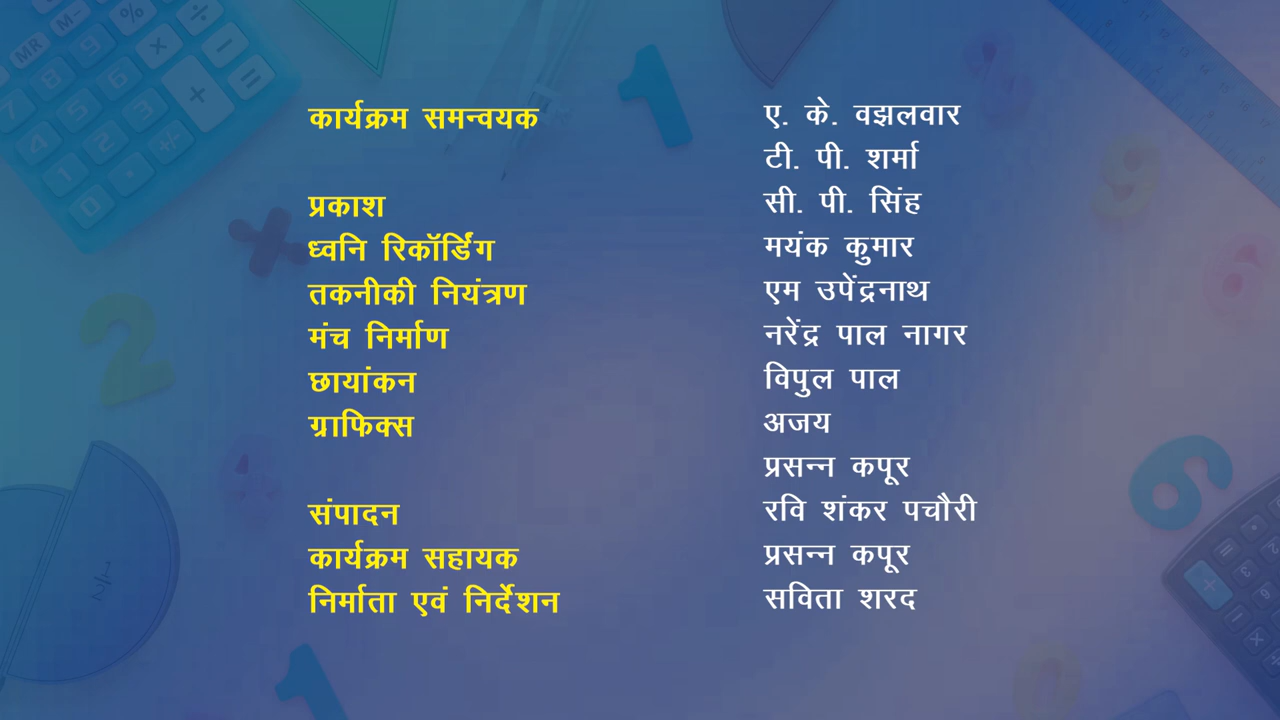 कार्यक्रम समन्वयक ए. के. वझलवार
टी. पी. शर्मा
प्रकाश सी. पी. सिंह
ध्वनि रिकॉर्डिंग मयंक कुमार
तकनीकी नियंत्रण एम उपेंद्रनाथ
मंच निर्माण नरेंद्र पाल नागर
छायांकन विपुल पाल
ग्राफिक्स अजय
प्रसन्न कपूर
संपादन रवि शंकर पचौरी
कार्यक्रम सहायक प्रसन्न कपूर
निर्माता एवं निर्देशन सविता शरद